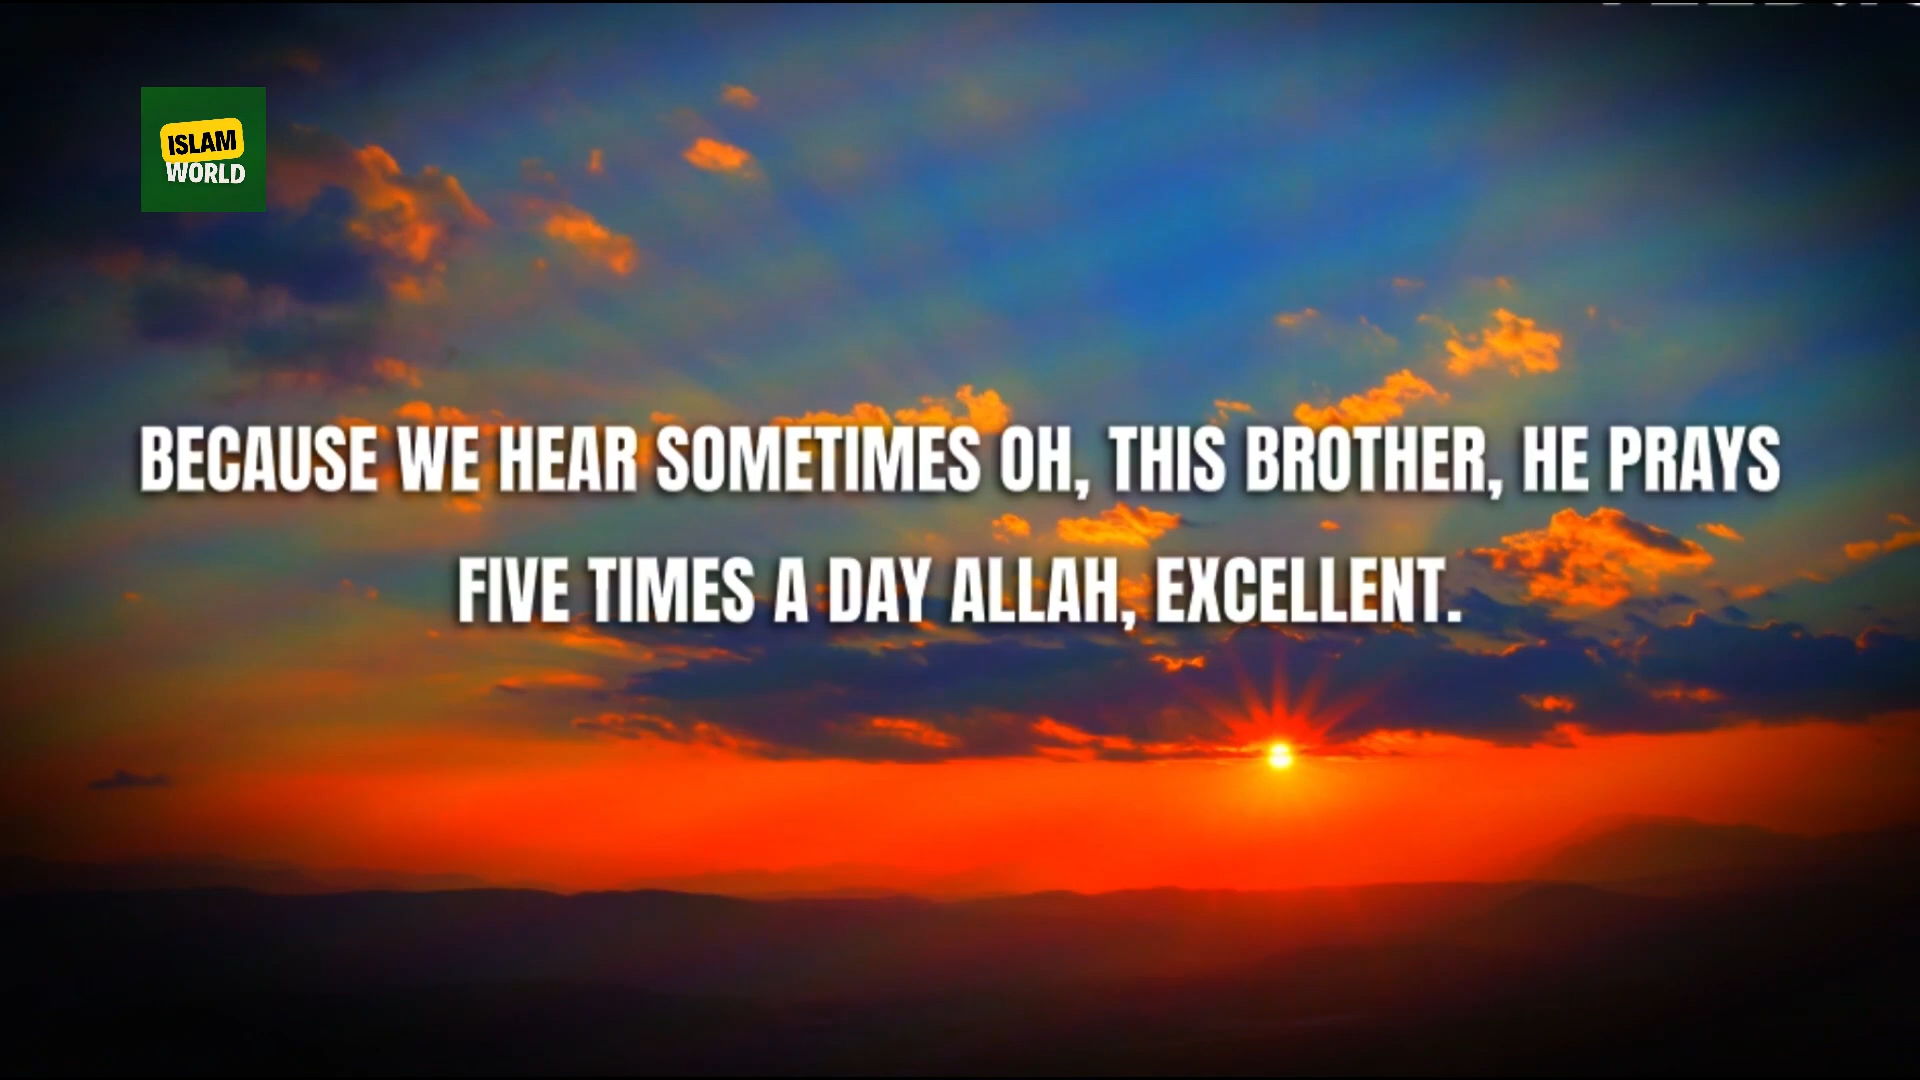 ISLAM
WORLD
BECAUSE WE HEAR SOMETIMES OH, THIS BROTHER, HE PRAYS
FIVE TIMES A DAY ALLAH, EXCELLENT.